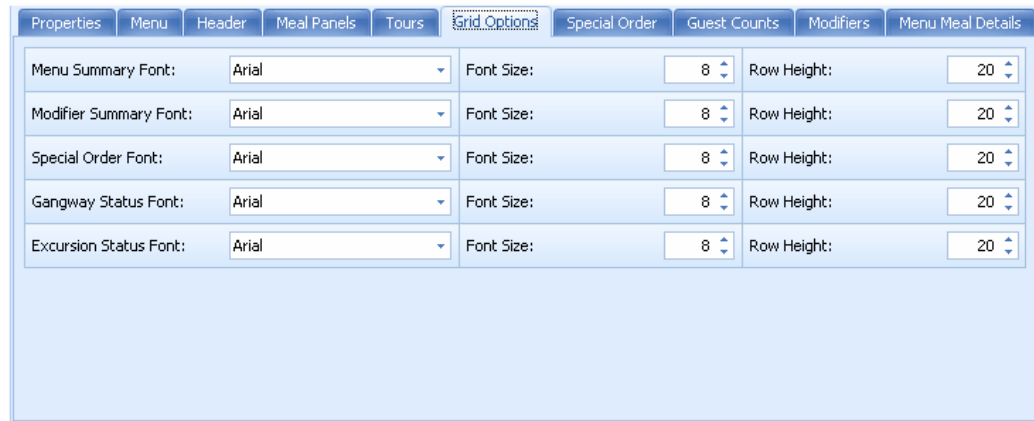 Properties Menu Header Meal Panels Tours Grid Options Special Order Guest Counts Modifiers Menu Meal Details
Menu Summary Font: Arial Font Size: 8 Row Height: 20
Modifier Summary Font: Arial Font Size: 8 Row Height: 20
Special Order Font: Arial Font Size: 8 Row Height: 20
Gangway Status Font: Arial Font Size: 8 Row Height: 20
Excursion Status Font: Arial Font Size: 8 Row Height: 20